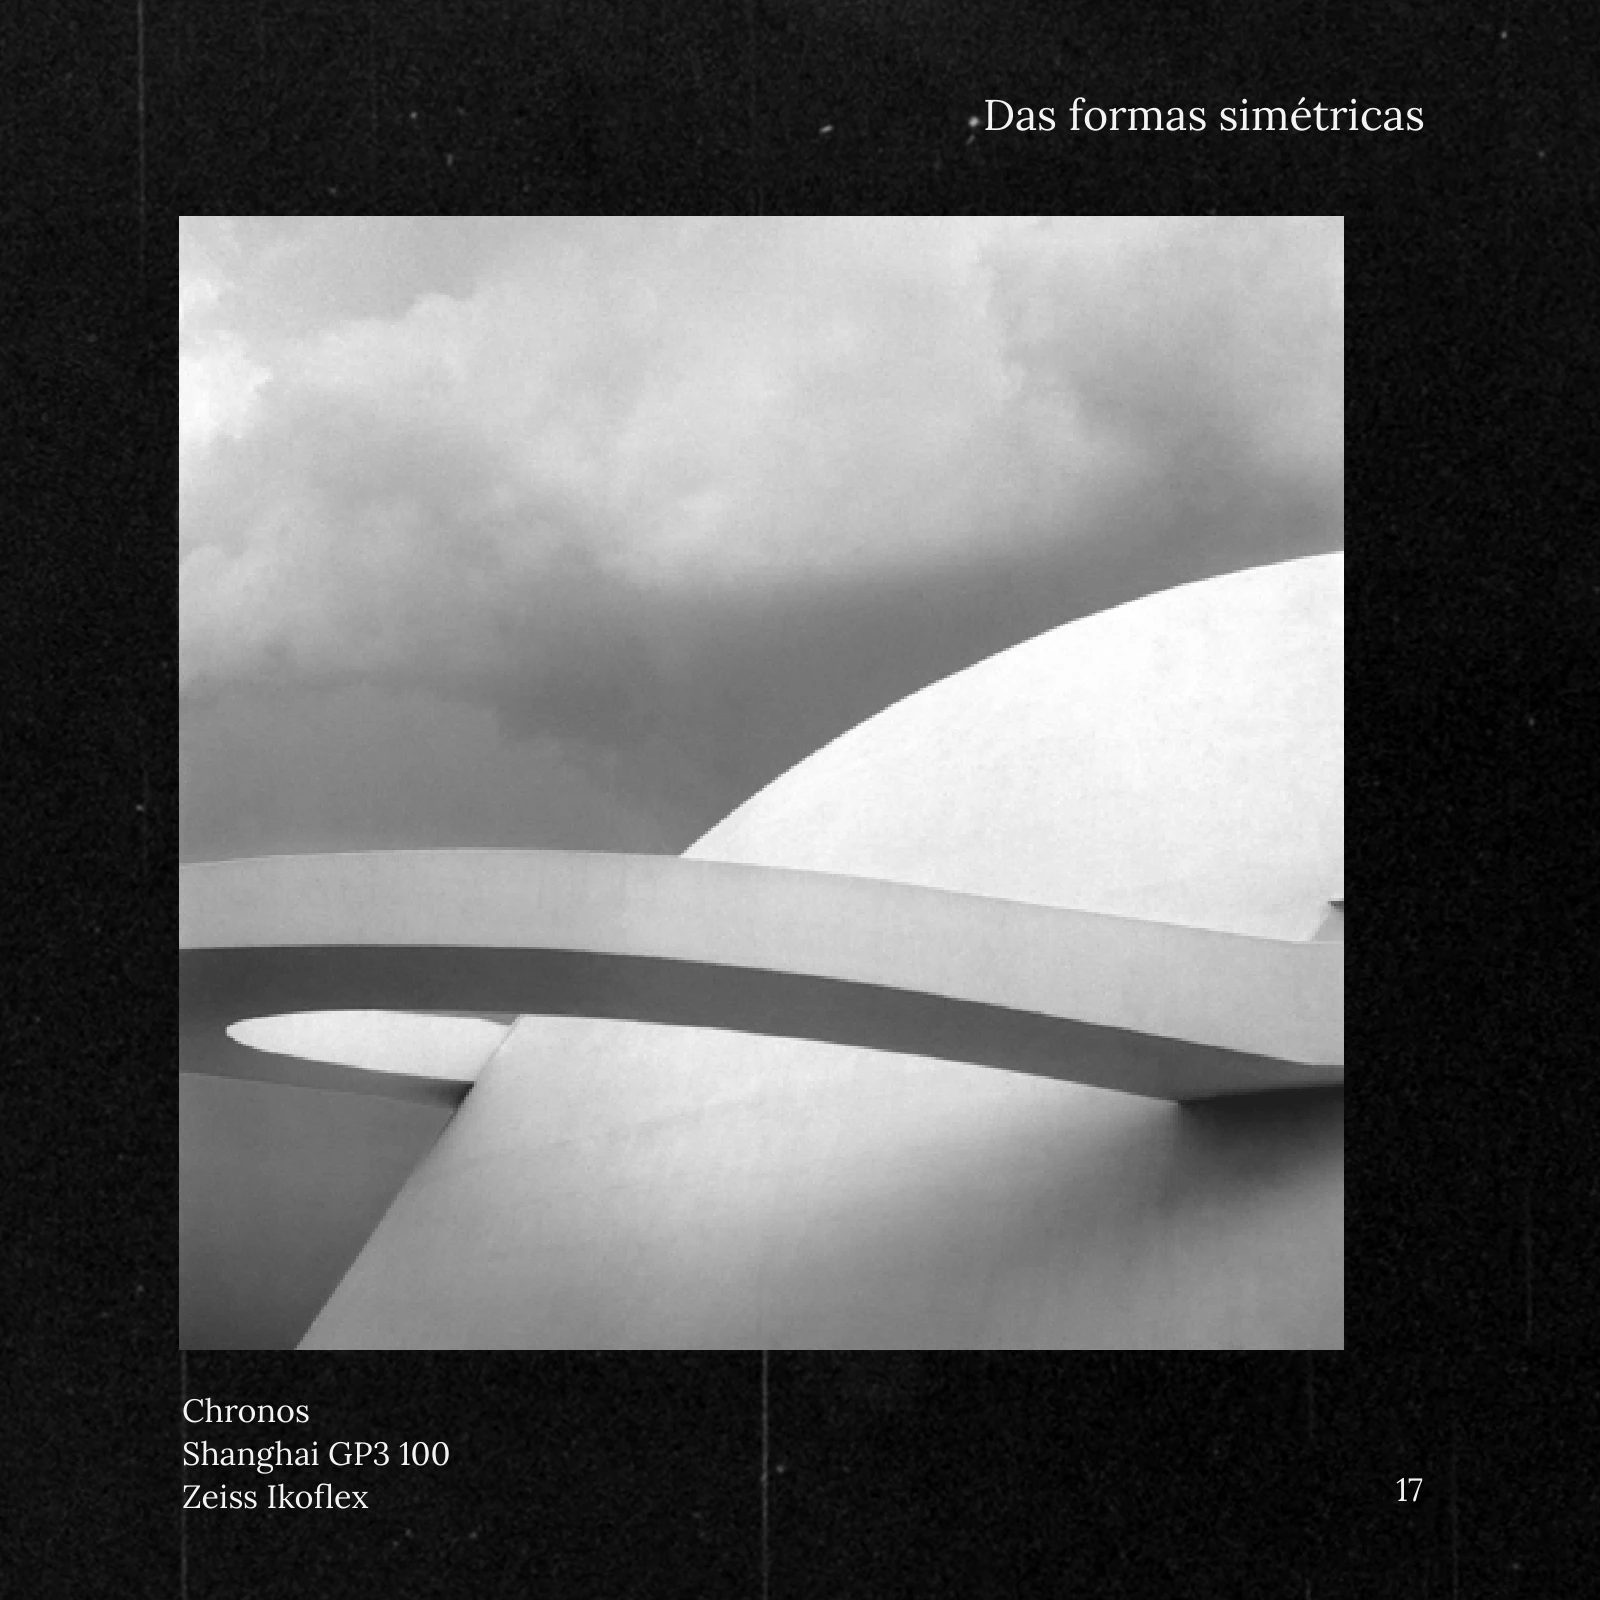 Das formas simétricas
Chronos
Shanghai GP3 100
Zeiss Ikoflex
17